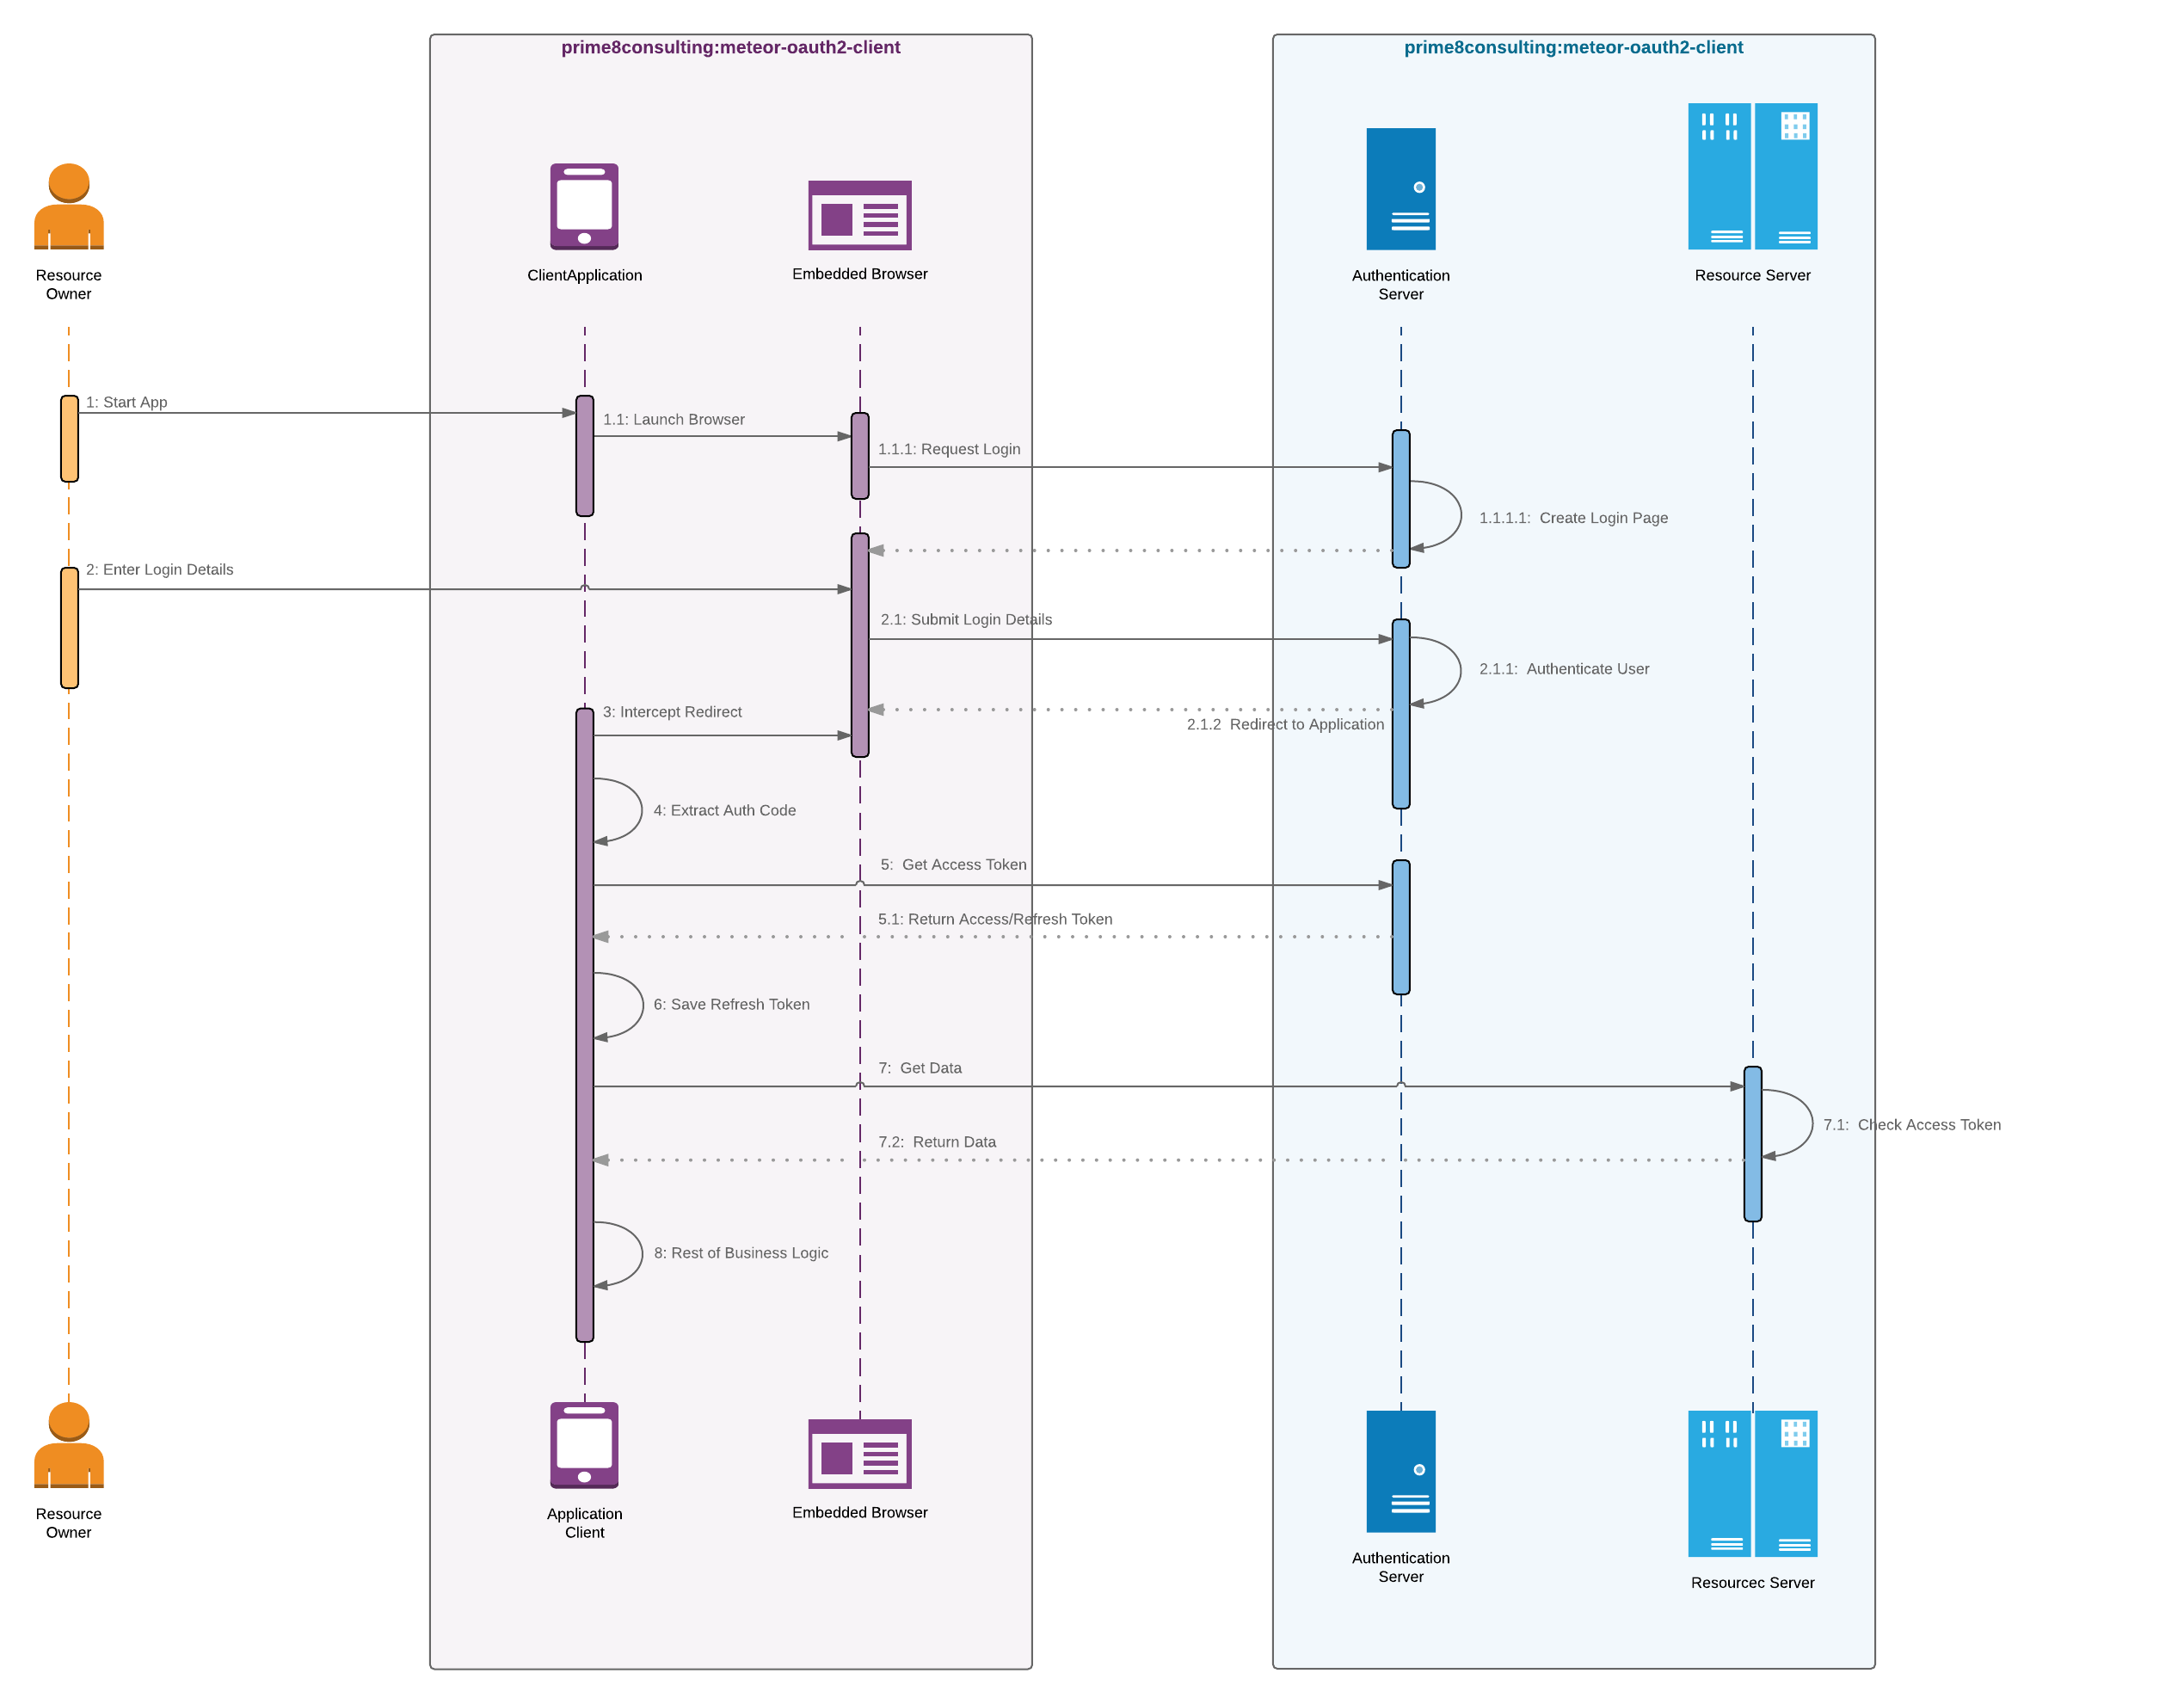 prime8consulting:meteor-oauth2-client
prime8consulting:meteor-oauth2-client
Resource
Owner
ClientApplication
Embedded Browser
Authentication
Server
Resource Server
1: Start App
1.1: Launch Browser
1.1.1: Request Login
1.1.1.1:  Create Login Page
2: Enter Login Details
2.1: Submit Login Details
2.1.1:  Authenticate User
3: Intercept Redirect
2.1.2  Redirect to Application
4: Extract Auth Code
5:  Get Access Token
5.1: Return Access/Refresh Token
6: Save Refresh Token
7:  Get Data
7.1:  Check Access Token
7.2:  Return Data
8: Rest of Business Logic
Resource
Owner
Application
Client
Embedded Browser
Authentication
Server
Resourcec Server